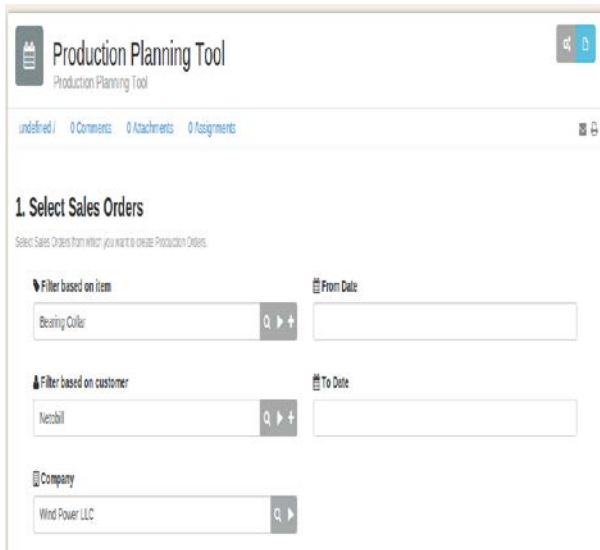 Production Planning Tool
Production Planning Tool
undefined / 0 Comments 0 Attachments 0 Assignments
1. Select Sales Orders
Select Sales Orders from which you want to create Production Orders.
Filter based on item From Date
Bearing Collar
Filter based on customer To Date
Netobill
Company
Wind Power LLC